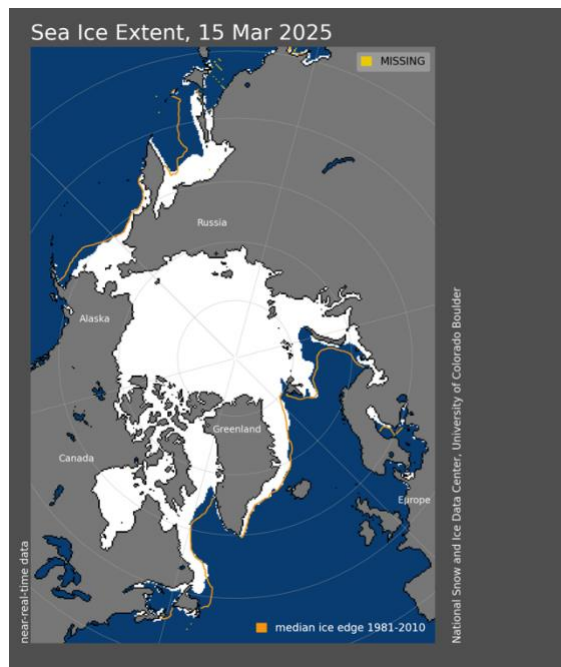 Sea Ice Extent, 15 Mar 2025
MISSING
Russia
Alaska
Greenland
Canada
Europe
near-real-time data
median ice edge 1981-2010
National Snow and Ice Data Center, University of Colorado Boulder